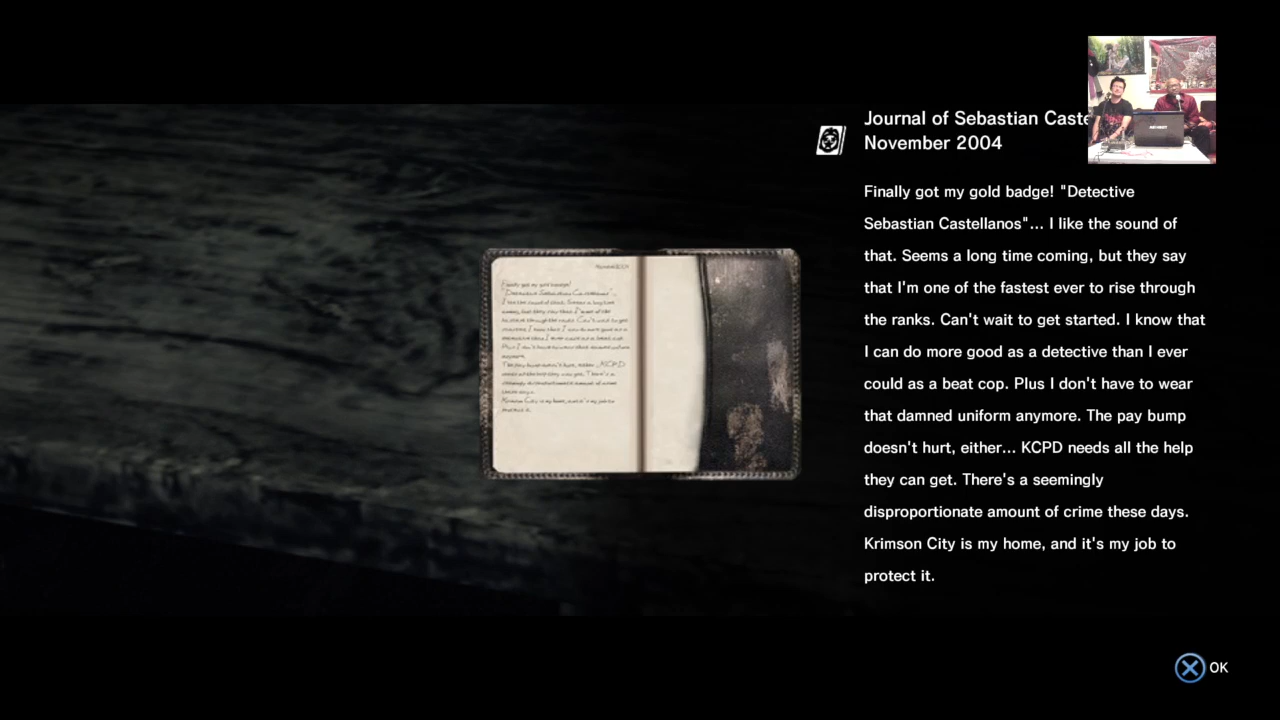 Journal of Sebastian Caste
November 2004
Finally got my gold badge! "Detective
Sebastian Castellanos"... I like the sound of
that. Seems a long time coming, but they say
that I'm one of the fastest ever to rise through
the ranks. Can't wait to get started. I know that
I can do more good as a detective than I ever
could as a beat cop. Plus I don't have to wear
that damned uniform anymore. The pay bump
doesn't hurt, either... KCPD needs all the help
they can get. There's a seemingly
disproportionate amount of crime these days.
Krimson City is my home, and it's my job to
protect it.
OK